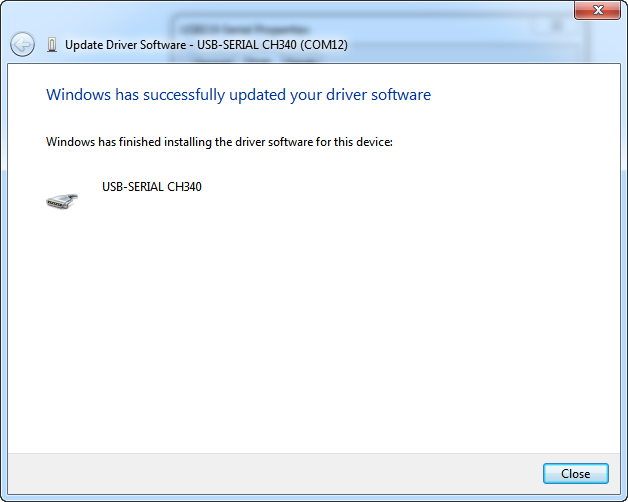 Update Driver Software - USB-SERIAL CH340 (COM12)
Windows has successfully updated your driver software
Windows has finished installing the driver software for this device:
USB-SERIAL CH340
Close